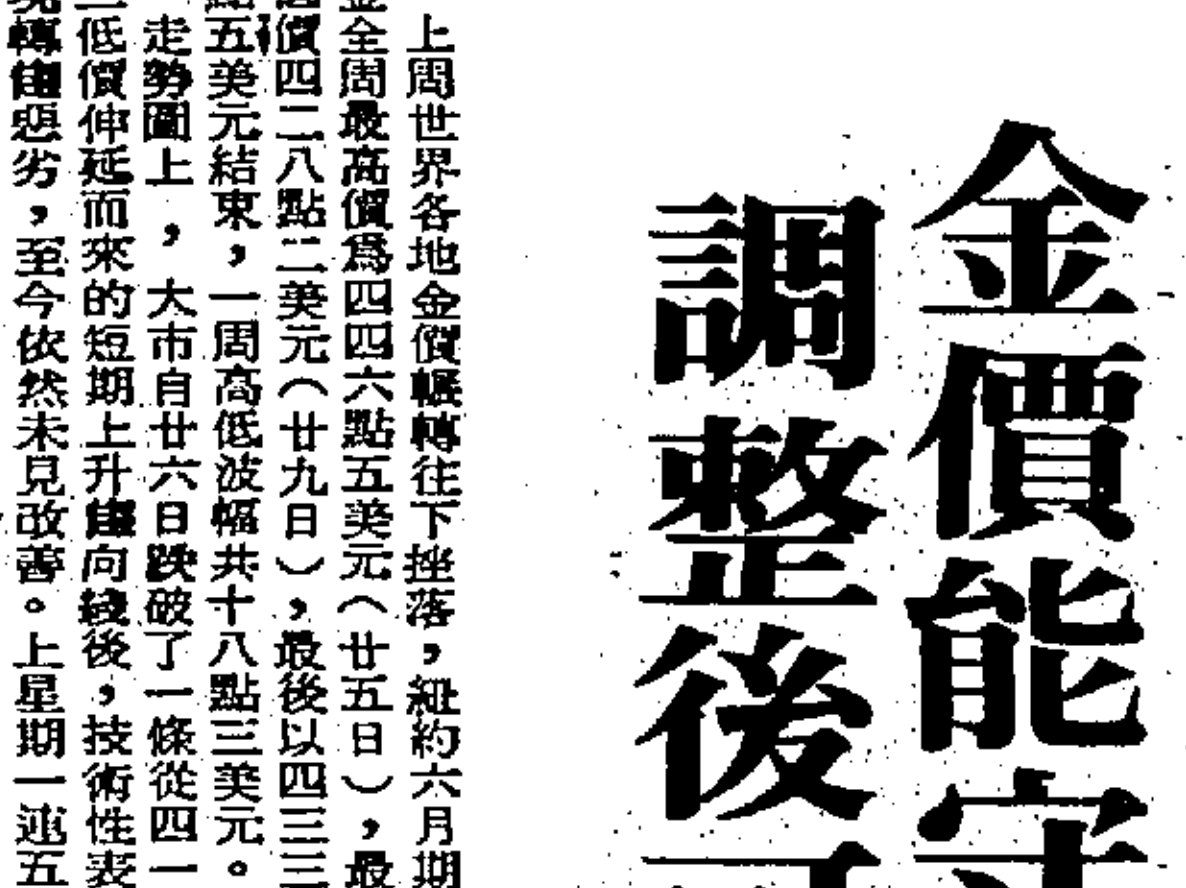 金價能守
調整後
上周世界各地金價輾轉往下挫落，紐約六月期
金全周最高價爲四四六點五美元（廿五日），最
價四二八點二美元（廿九日），最後以四三三
點五美元結束，一周高低波幅共十八點三美元。
走勢圖上，大市自廿六日跌破了一條從四一
低價伸延而來的短期上升趨向綫後，技術性表
轉趨惡劣，至今依然未見改善。上星期一連五